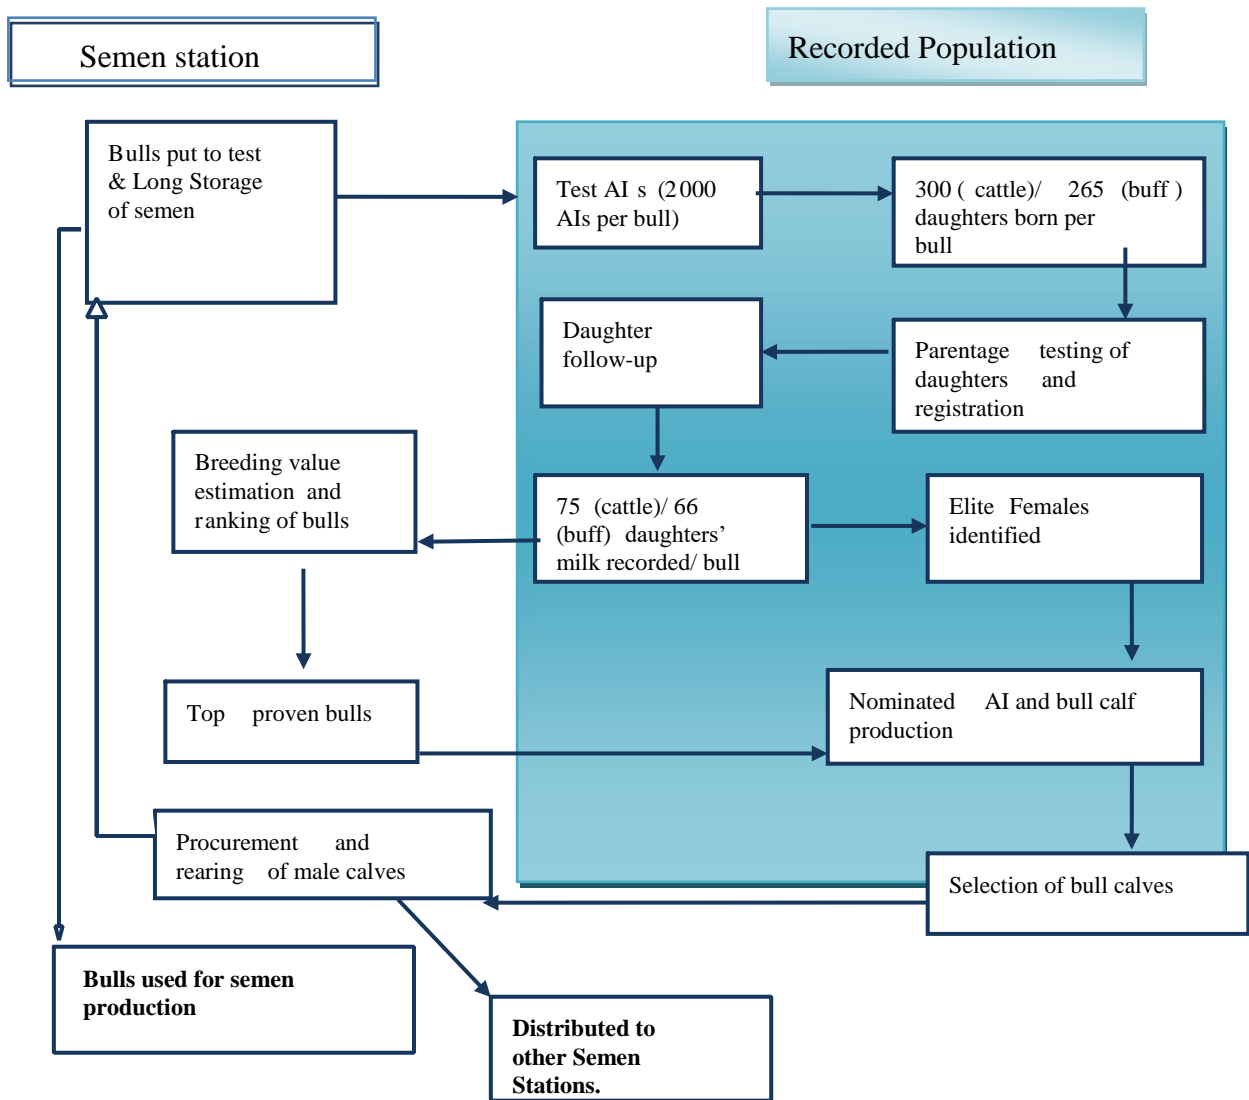 Semen station
Recorded Population
Bulls put to test
& Long Storage
of semen
Test AI s (2000
AIs per bull)
300 ( cattle)/ 265 (buff )
daughters born per
bull
Daughter
follow-up
Parentage testing of
daughters and
registration
Breeding value
estimation and
ranking of bulls
75 (cattle)/ 66
(buff) daughters’
milk recorded/ bull
Elite Females
identified
Top proven bulls
Nominated AI and bull calf
production
Procurement and
rearing of male calves
Selection of bull calves
Bulls used for semen
production
Distributed to
other Semen
Stations.